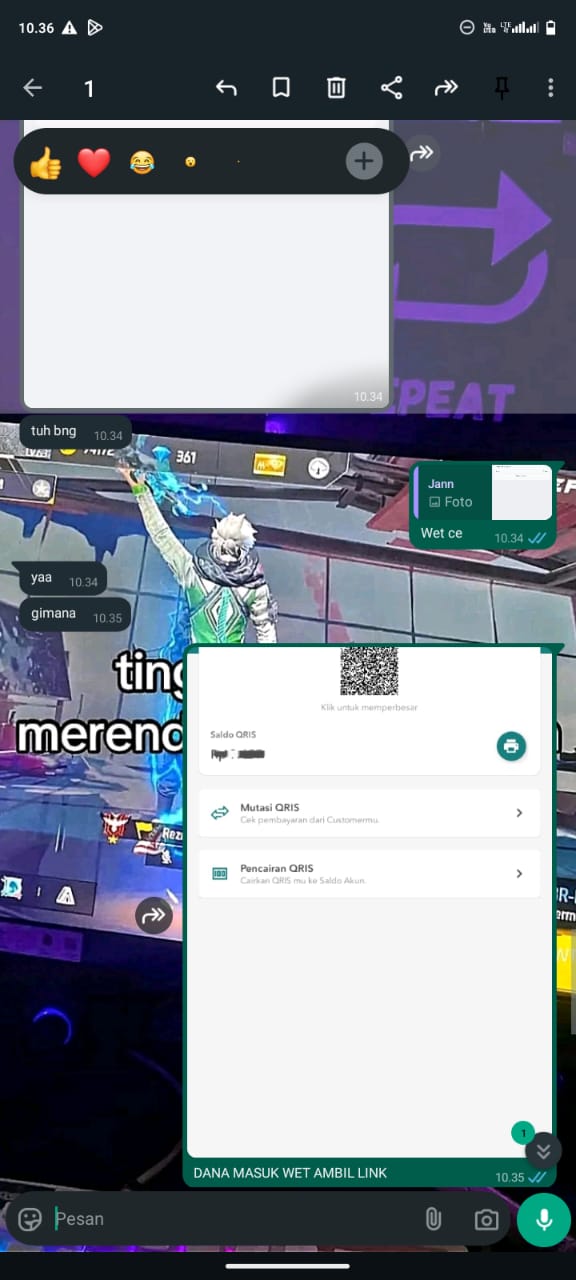 10.36
1
EPEAT
10.34
tuh bng 10.34
361
Jann
Foto
Wet ce 10.34
yaa 10.34
gimana 10.35
ting
merend
Klik untuk memperbesar
Saldo QRIS
Mutasi QRIS
Cek pembayaran dari Customermu.
Pencairan QRIS
Cairkan QRIS mu ke Saldo Akun.
1
DANA MASUK WET AMBIL LINK
10.35
Pesan